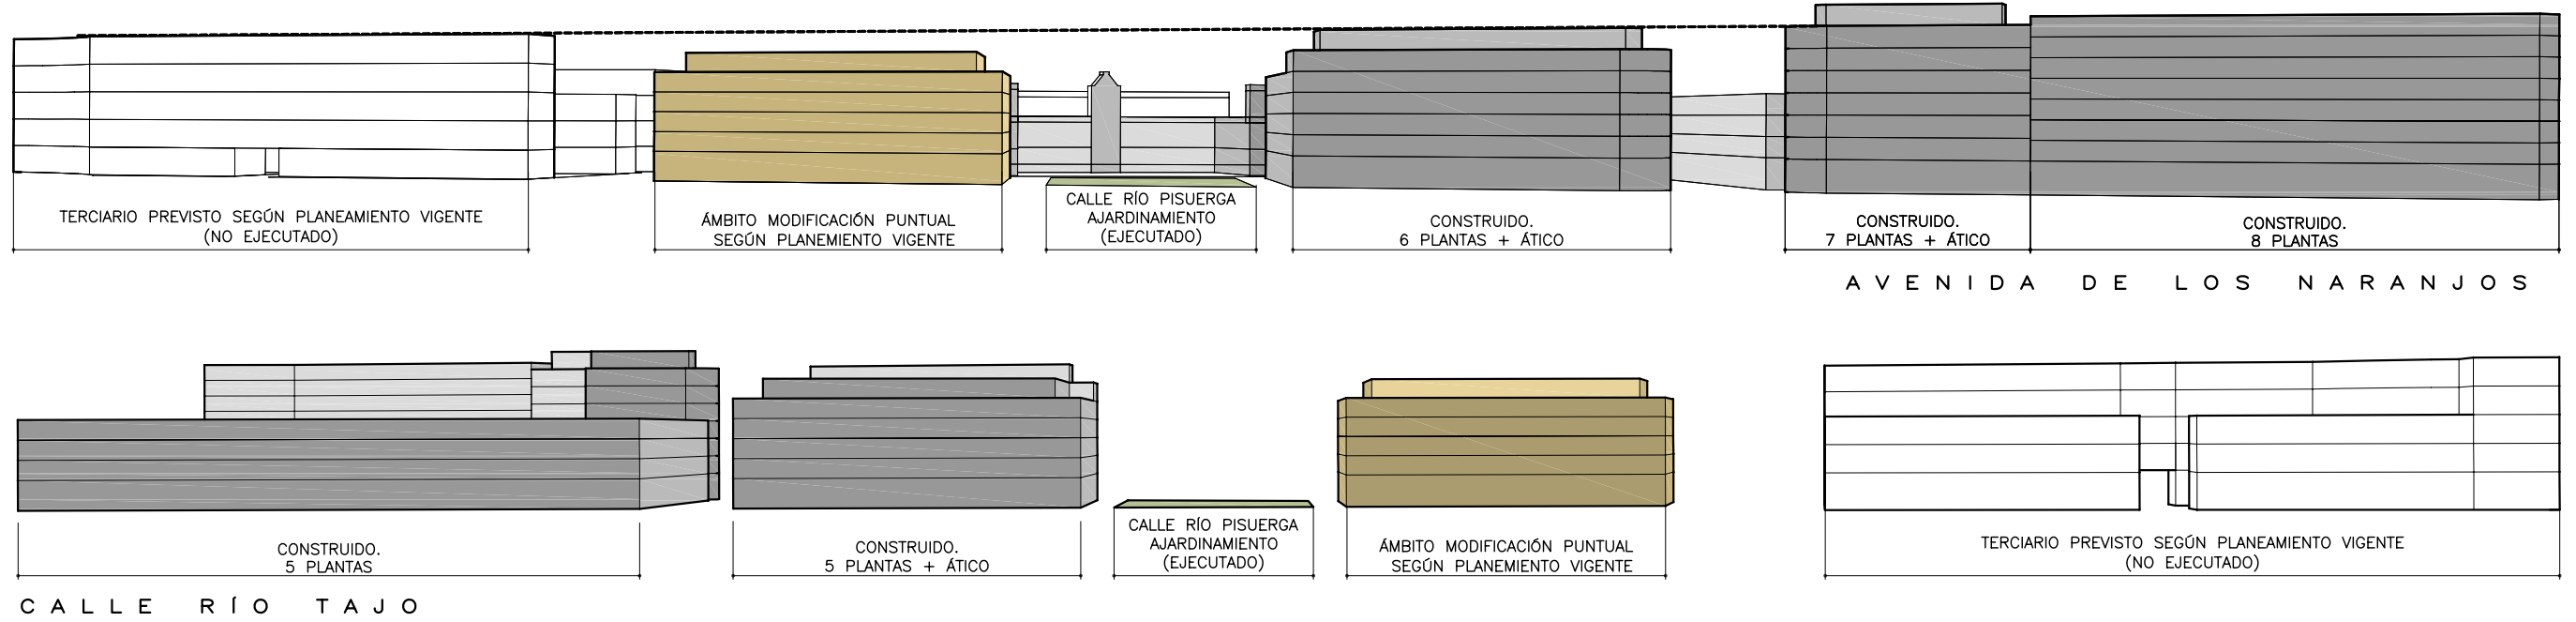 TERCIARIO PREVISTO SEGÚN PLANEAMIENTO VIGENTE
(NO EJECUTADO)
ÁMBITO MODIFICACIÓN PUNTUAL
SEGÚN PLANEMIENTO VIGENTE
CALLE RÍO PISUERGA
AJARDINAMIENTO
(EJECUTADO)
CONSTRUIDO.
6 PLANTAS + ÁTICO
CONSTRUIDO.
7 PLANTAS + ÁTICO
CONSTRUIDO.
8 PLANTAS
AVENIDA DE LOS NARANJOS
CONSTRUIDO.
5 PLANTAS
CONSTRUIDO.
5 PLANTAS + ÁTICO
CALLE RÍO PISUERGA
AJARDINAMIENTO
(EJECUTADO)
ÁMBITO MODIFICACIÓN PUNTUAL
SEGÚN PLANEMIENTO VIGENTE
TERCIARIO PREVISTO SEGÚN PLANEAMIENTO VIGENTE
(NO EJECUTADO)
CALLE RÍO TAJO